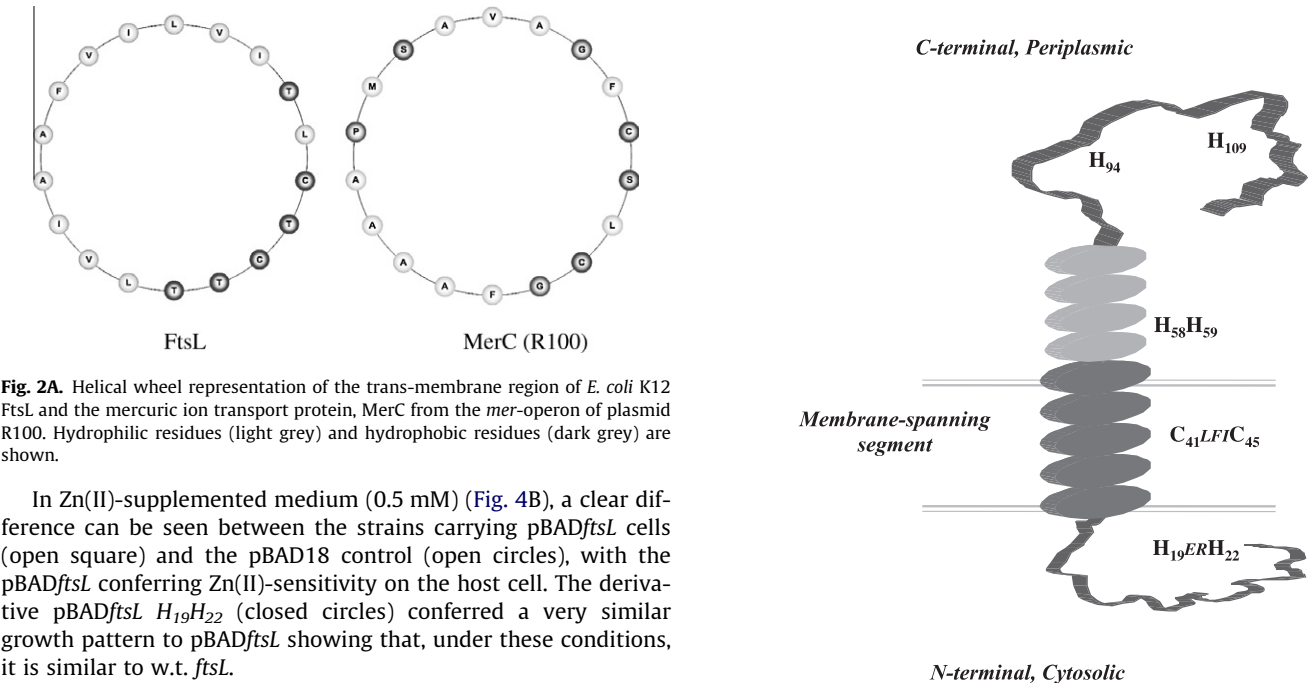 L V I T L C T C T T L V I A A F V I
FtsL
V A G F C S L C G F A A A A P M S A
MerC (R100)
Fig. 2A. Helical wheel representation of the trans-membrane region of E. coli K12
FtsL and the mercuric ion transport protein, MerC from the mer-operon of plasmid
R100. Hydrophilic residues (light grey) and hydrophobic residues (dark grey) are
shown.
In Zn(II)-supplemented medium (0.5 mM) (Fig. 4B), a clear dif-
ference can be seen between the strains carrying pBADftsL cells
(open square) and the pBAD18 control (open circles), with the
pBADftsL conferring Zn(II)-sensitivity on the host cell. The deriva-
tive pBADftsL H19H22 (closed circles) conferred a very similar
growth pattern to pBADftsL showing that, under these conditions,
it is similar to w.t. ftsL.
C-terminal, Periplasmic
H109
H94
H58H59
Membrane-spanning
segment
C41LFIC45
H19ERH22
N-terminal, Cytosolic